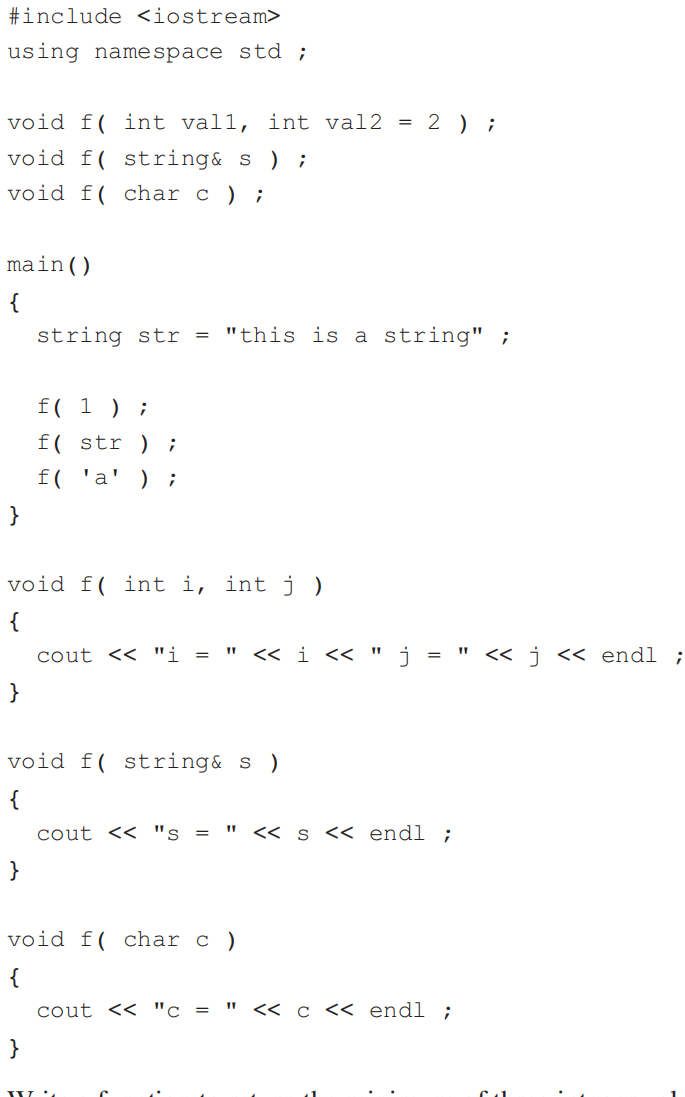 #include <iostream>
using namespace std ;
void f( int val1, int val2 = 2 ) ;
void f( string& s ) ;
void f( char c ) ;
main()
{
string str = "this is a string" ;
f( 1 ) ;
f( str ) ;
f( 'a' ) ;
}
void f( int i, int j )
{
cout << "i = " << i << " j = " << j << endl ;
}
void f( string& s )
{
cout << "s = " << s << endl ;
}
void f( char c )
{
cout << "c = " << c << endl ;
}